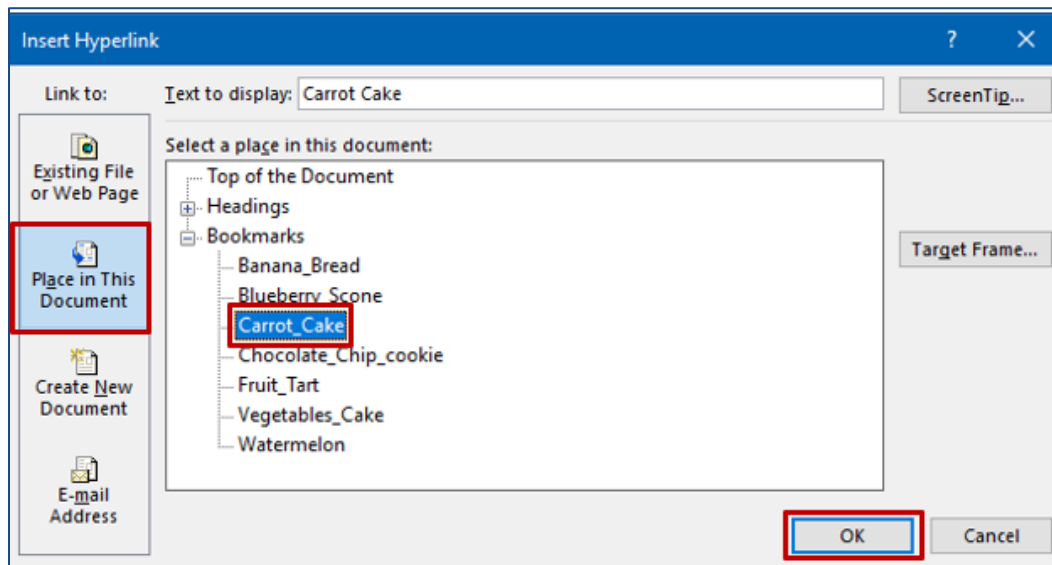 Insert Hyperlink
?
Link to:
Text to display: Carrot Cake
ScreenTip...
Existing File
or Web Page
Place in This
Document
Create New
Document
E-mail
Address
Select a place in this document:
Top of the Document
Headings
Bookmarks
Banana_Bread
Blueberry_Scone
Carrot_Cake
Chocolate_Chip_cookie
Fruit_Tart
Vegetables_Cake
Watermelon
Target Frame...
OK
Cancel